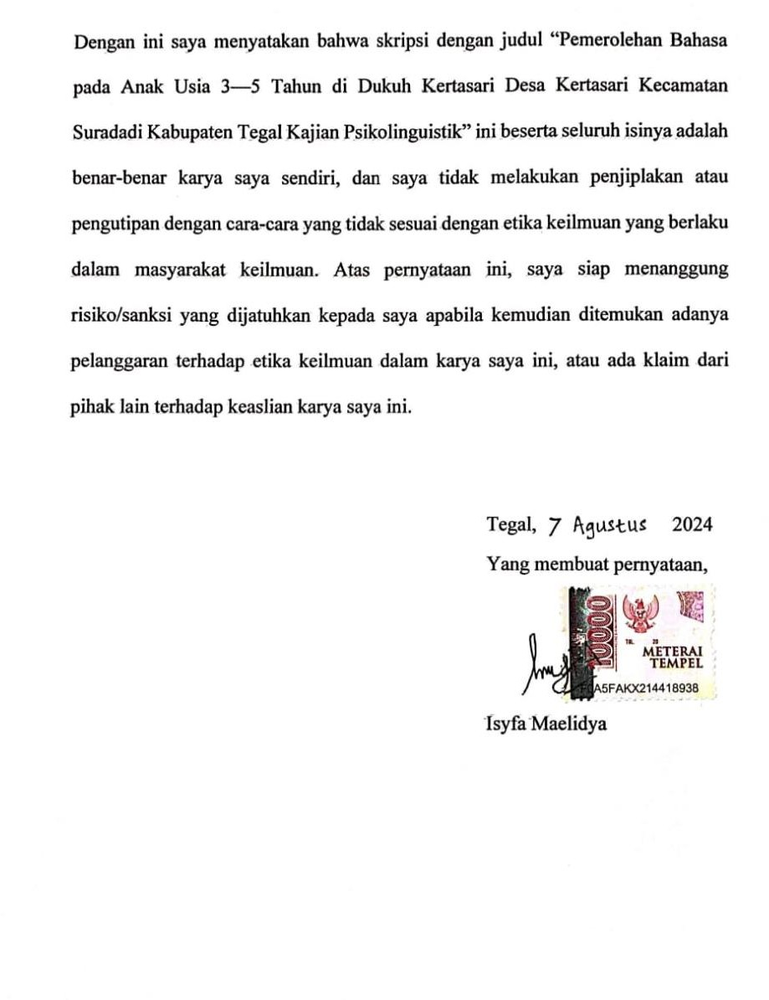 Dengan ini saya menyatakan bahwa skripsi dengan judul “Pemerolehan Bahasa
pada Anak Usia 3—5 Tahun di Dukuh Kertasari Desa Kertasari Kecamatan
Suradadi Kabupaten Tegal Kajian Psikolinguistik” ini beserta seluruh isinya adalah
benar-benar karya saya sendiri, dan saya tidak melakukan penjiplakan atau
pengutipan dengan cara-cara yang tidak sesuai dengan etika keilmuan yang berlaku
dalam masyarakat keilmuan. Atas pernyataan ini, saya siap menanggung
risiko/sanksi yang dijatuhkan kepada saya apabila kemudian ditemukan adanya
pelanggaran terhadap etika keilmuan dalam karya saya ini, atau ada klaim dari
pihak lain terhadap keaslian karya saya ini.
Tegal, 7 Agustus 2024
Yang membuat pernyataan,
10000
TGL. 20
METERAI
TEMPEL
A5FAKX214418938
Isyfa Maelidya